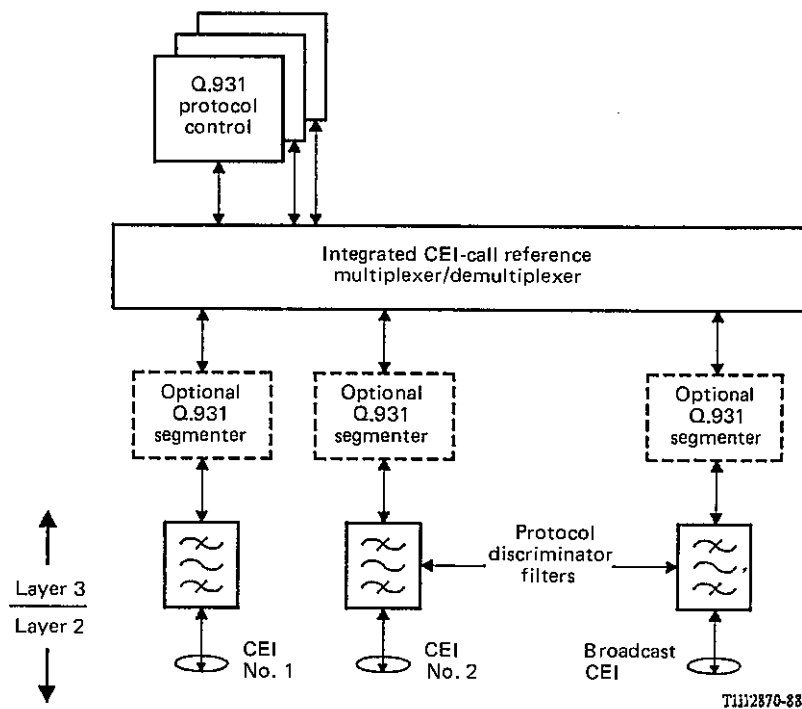 Q.931
protocol
control
Integrated CEI-call reference
multiplexer/demultiplexer
Optional
Q.931
segmenter
Optional
Q.931
segmenter
Optional
Q.931
segmenter
Protocol
discriminator
filters
Layer 3
Layer 2
CEI
No. 1
CEI
No. 2
Broadcast
CEI
T1112870-88